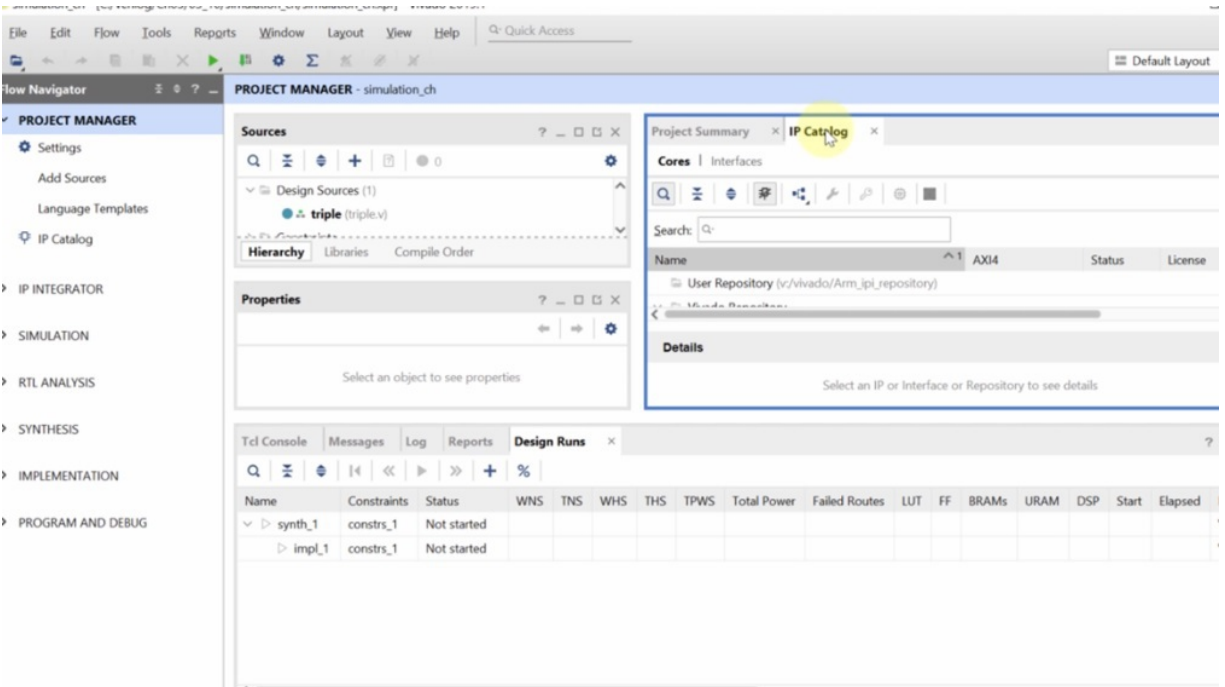 File Edit Flow Tools Reports Window Layout View Help Quick Access
Default Layout
Flow Navigator
PROJECT MANAGER
Settings
Add Sources
Language Templates
IP Catalog
IP INTEGRATOR
SIMULATION
RTL ANALYSIS
SYNTHESIS
IMPLEMENTATION
PROGRAM AND DEBUG
PROJECT MANAGER - simulation_ch
Sources
0
Design Sources (1)
triple (triple.v)
Constraints
Hierarchy Libraries Compile Order
Properties
Select an object to see properties
Project Summary IP Catalog
Cores | Interfaces
Search:
Name 1 AXI4 Status License
User Repository (v:/vivado/Arm_ipi_repository)
Vivado Repository
Details
Select an IP or Interface or Repository to see details
Tcl Console Messages Log Reports Design Runs
Name Constraints Status WNS TNS WHS THS TPWS Total Power Failed Routes LUT FF BRAMs URAM DSP Start Elapsed
synth_1 constrs_1 Not started
impl_1 constrs_1 Not started